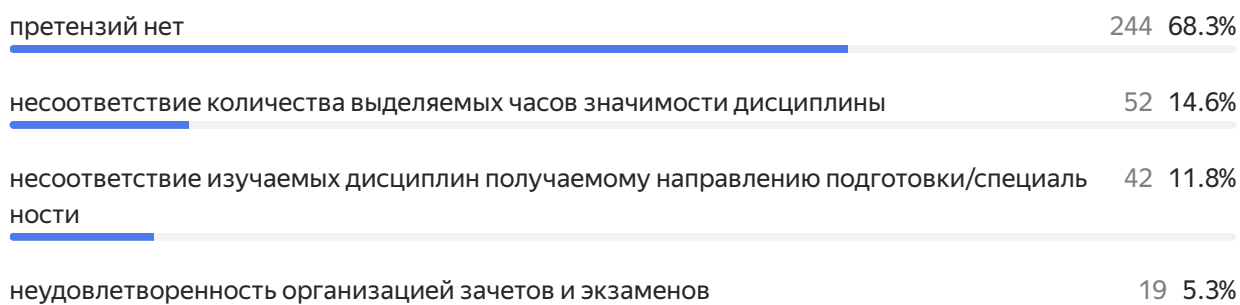 претензий нет 244 68.3%
несоответствие количества выделяемых часов значимости дисциплины 52 14.6%
несоответствие изучаемых дисциплин получаемому направлению подготовки/специаль 42 11.8%
ности
неудовлетворенность организацией зачетов и экзаменов 19 5.3%